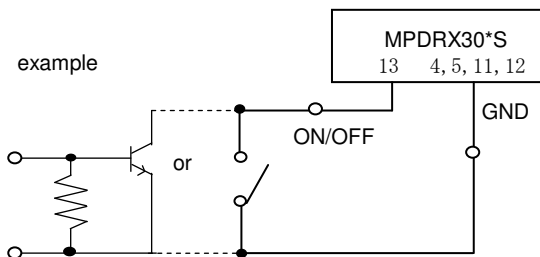 MPDRX30*S
example
13 4, 5, 11, 12
GND
ON/OFF
or